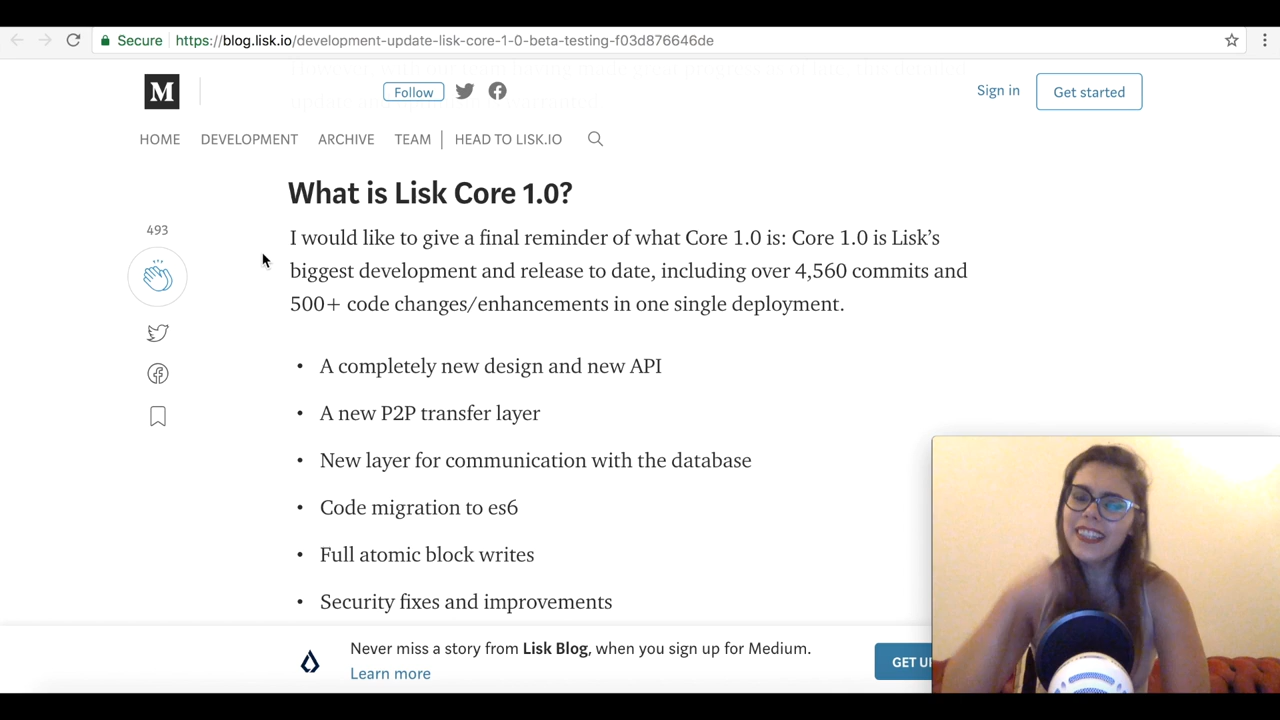 Secure https://blog.lisk.io/development-update-lisk-core-1-0-beta-testing-f03d876646de
M
Follow
Sign in
Get started
HOME DEVELOPMENT ARCHIVE TEAM HEAD TO LISK.IO
What is Lisk Core 1.0?
493
I would like to give a final reminder of what Core 1.0 is: Core 1.0 is Lisk’s
biggest development and release to date, including over 4,560 commits and
500+ code changes/enhancements in one single deployment.
• A completely new design and new API
• A new P2P transfer layer
• New layer for communication with the database
• Code migration to es6
• Full atomic block writes
• Security fixes and improvements
Never miss a story from Lisk Blog, when you sign up for Medium.
Learn more
GET